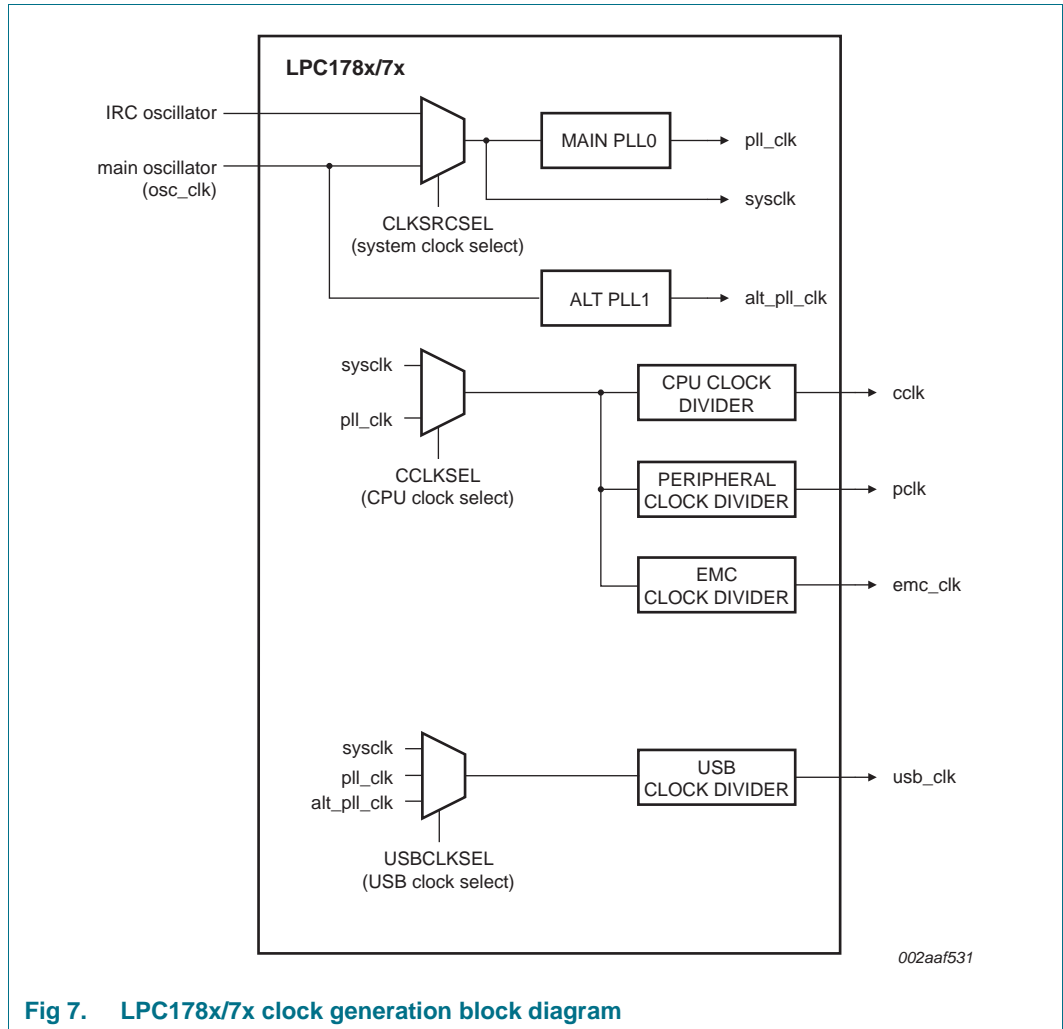 LPC178x/7x
IRC oscillator
main oscillator
(osc_clk)
MAIN PLL0
pll_clk
sysclk
CLKSRCSEL
(system clock select)
ALT PLL1
alt_pll_clk
sysclk
pll_clk
CCLKSEL
(CPU clock select)
CPU CLOCK
DIVIDER
cclk
PERIPHERAL
CLOCK DIVIDER
pclk
EMC
CLOCK DIVIDER
emc_clk
sysclk
pll_clk
alt_pll_clk
USBCLKSEL
(USB clock select)
USB
CLOCK DIVIDER
usb_clk
002aaf531
Fig 7. LPC178x/7x clock generation block diagram